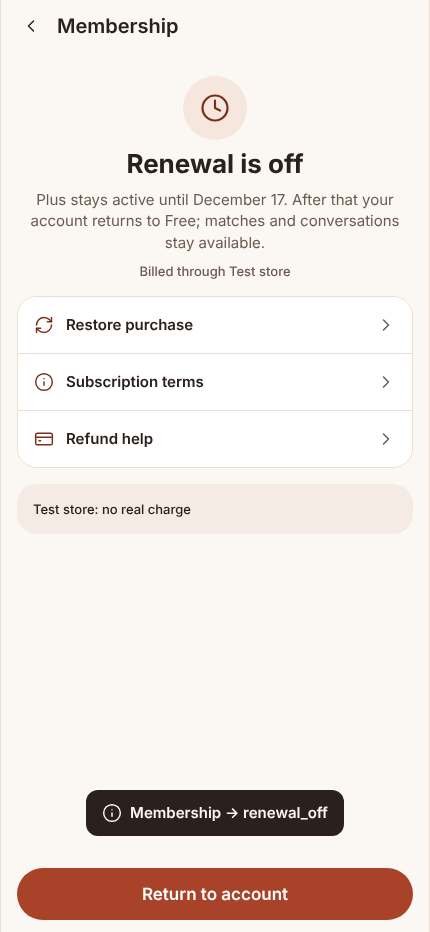 Membership
Renewal is off
Plus stays active until December 17. After that your
account returns to Free; matches and conversations
stay available.
Billed through Test store
Restore purchase
Subscription terms
Refund help
Test store: no real charge
Membership → renewal_off
Return to account